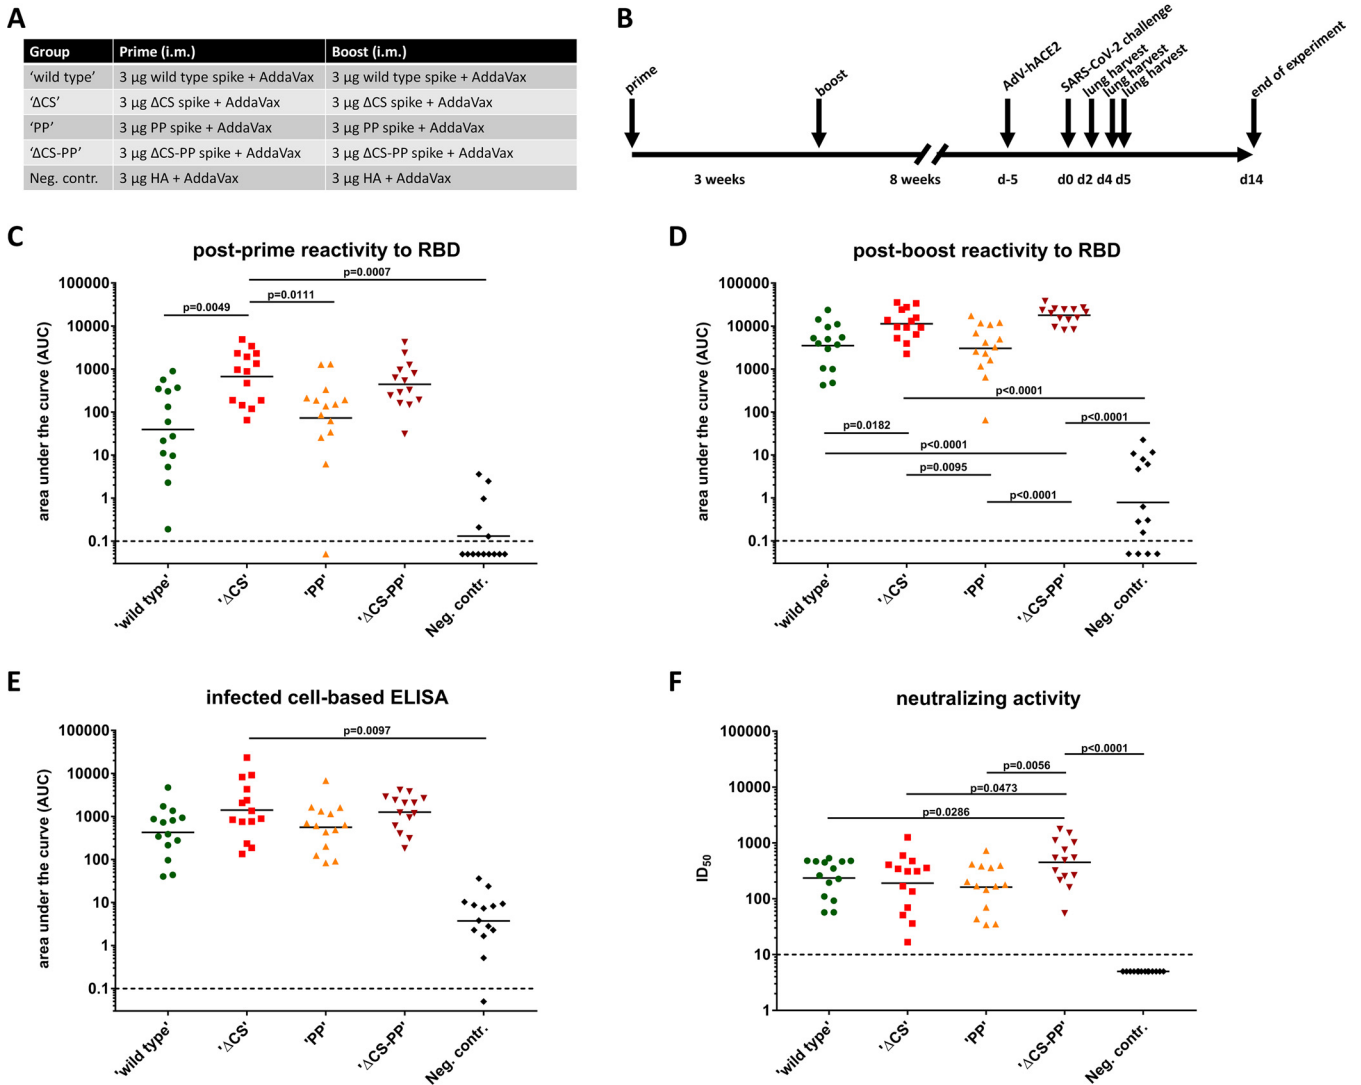 A
Group Prime (i.m.) Boost (i.m.)
'wild type' 3 µg wild type spike + AddaVax 3 µg wild type spike + AddaVax
'ΔCS' 3 µg ΔCS spike + AddaVax 3 µg ΔCS spike + AddaVax
'PP' 3 µg PP spike + AddaVax 3 µg PP spike + AddaVax
'ΔCS-PP' 3 µg ΔCS-PP spike + AddaVax 3 µg ΔCS-PP spike + AddaVax
Neg. contr. 3 µg HA + AddaVax 3 µg HA + AddaVax
B
prime
boost
AdV-hACE2
SARS-CoV-2 challenge
lung harvest
lung harvest
lung harvest
end of experiment
3 weeks 8 weeks d-5 d0 d2 d4 d5 d14
C
post-prime reactivity to RBD
area under the curve (AUC)
100000
10000
1000
100
10
1
0.1
p=0.0007
p=0.0111
p=0.0049
'wild type'
'ΔCS'
'PP'
'ΔCS-PP'
Neg. contr.
D
post-boost reactivity to RBD
area under the curve (AUC)
100000
10000
1000
100
10
1
0.1
p<0.0001
p<0.0001
p=0.0182
p<0.0001
p=0.0095
p<0.0001
'wild type'
'ΔCS'
'PP'
'ΔCS-PP'
Neg. contr.
E
infected cell-based ELISA
area under the curve (AUC)
100000
10000
1000
100
10
1
0.1
p=0.0097
'wild type'
'ΔCS'
'PP'
'ΔCS-PP'
Neg. contr.
F
neutralizing activity
ID50
100000
10000
1000
100
10
1
p<0.0001
p=0.0056
p=0.0473
p=0.0286
'wild type'
'ΔCS'
'PP'
'ΔCS-PP'
Neg. contr.